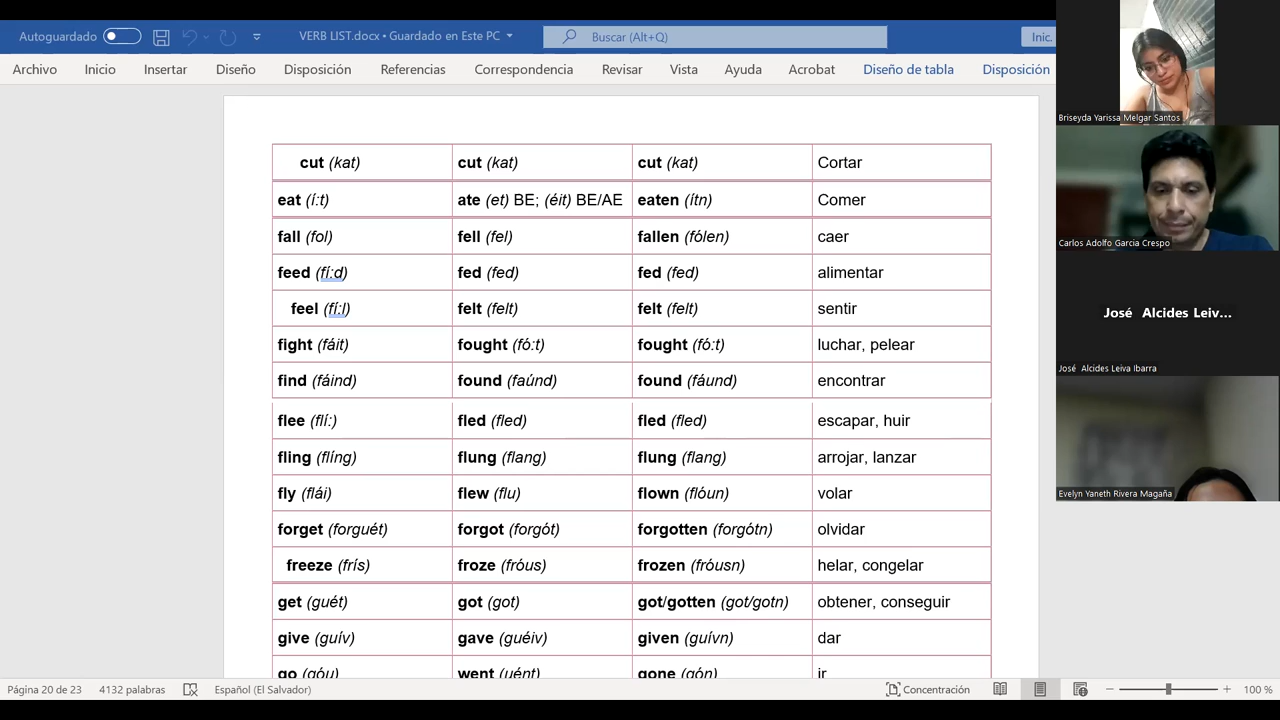 Autoguardado VERB LIST.docx • Guardado en Este PC Buscar (Alt+Q) Inic.
Archivo Inicio Insertar Diseño Disposición Referencias Correspondencia Revisar Vista Ayuda Acrobat Diseño de tabla Disposición
cut (kat) cut (kat) cut (kat) Cortar
eat (í:t) ate (et) BE; (éit) BE/AE eaten (ítn) Comer
fall (fol) fell (fel) fallen (fólen) caer
feed (fí:d) fed (fed) fed (fed) alimentar
feel (fí:l) felt (felt) felt (felt) sentir
fight (fáit) fought (fó:t) fought (fó:t) luchar, pelear
find (fáind) found (faúnd) found (fáund) encontrar
flee (flí:) fled (fled) fled (fled) escapar, huir
fling (flíng) flung (flang) flung (flang) arrojar, lanzar
fly (flái) flew (flu) flown (flóun) volar
forget (forguét) forgot (forgót) forgotten (forgótn) olvidar
freeze (frís) froze (fróus) frozen (fróusn) helar, congelar
get (guét) got (got) got/gotten (got/gotn) obtener, conseguir
give (guív) gave (guéiv) given (guívn) dar
go (góu) went (uént) gone (gón) ir
Página 20 de 23 4132 palabras Español (El Salvador) Concentración 100 %
Briseyda Yarissa Melgar Santos
Carlos Adolfo Garcia Crespo
José Alcides Leiv...
José Alcides Leiva Ibarra
Evelyn Yaneth Rivera Magaña